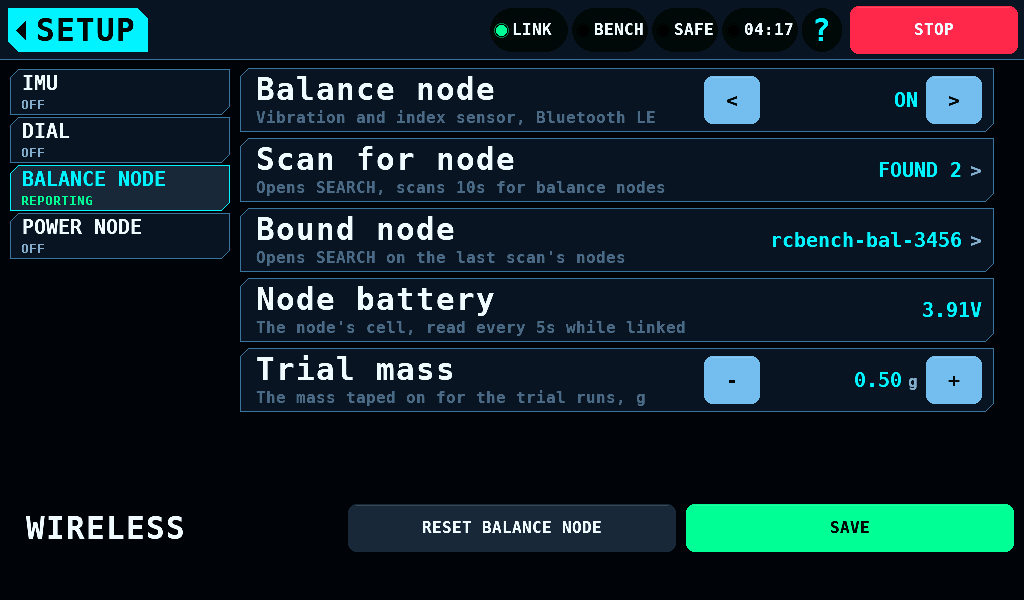 SETUP
LINK
BENCH
SAFE
04:17
?
STOP
IMU
OFF
DIAL
OFF
BALANCE NODE
REPORTING
POWER NODE
OFF
Balance node
Vibration and index sensor, Bluetooth LE
<
ON
>
Scan for node
Opens SEARCH, scans 10s for balance nodes
FOUND 2 >
Bound node
Opens SEARCH on the last scan's nodes
rcbench-bal-3456 >
Node battery
The node's cell, read every 5s while linked
3.91V
Trial mass
The mass taped on for the trial runs, g
-
0.50 g
+
WIRELESS
RESET BALANCE NODE
SAVE